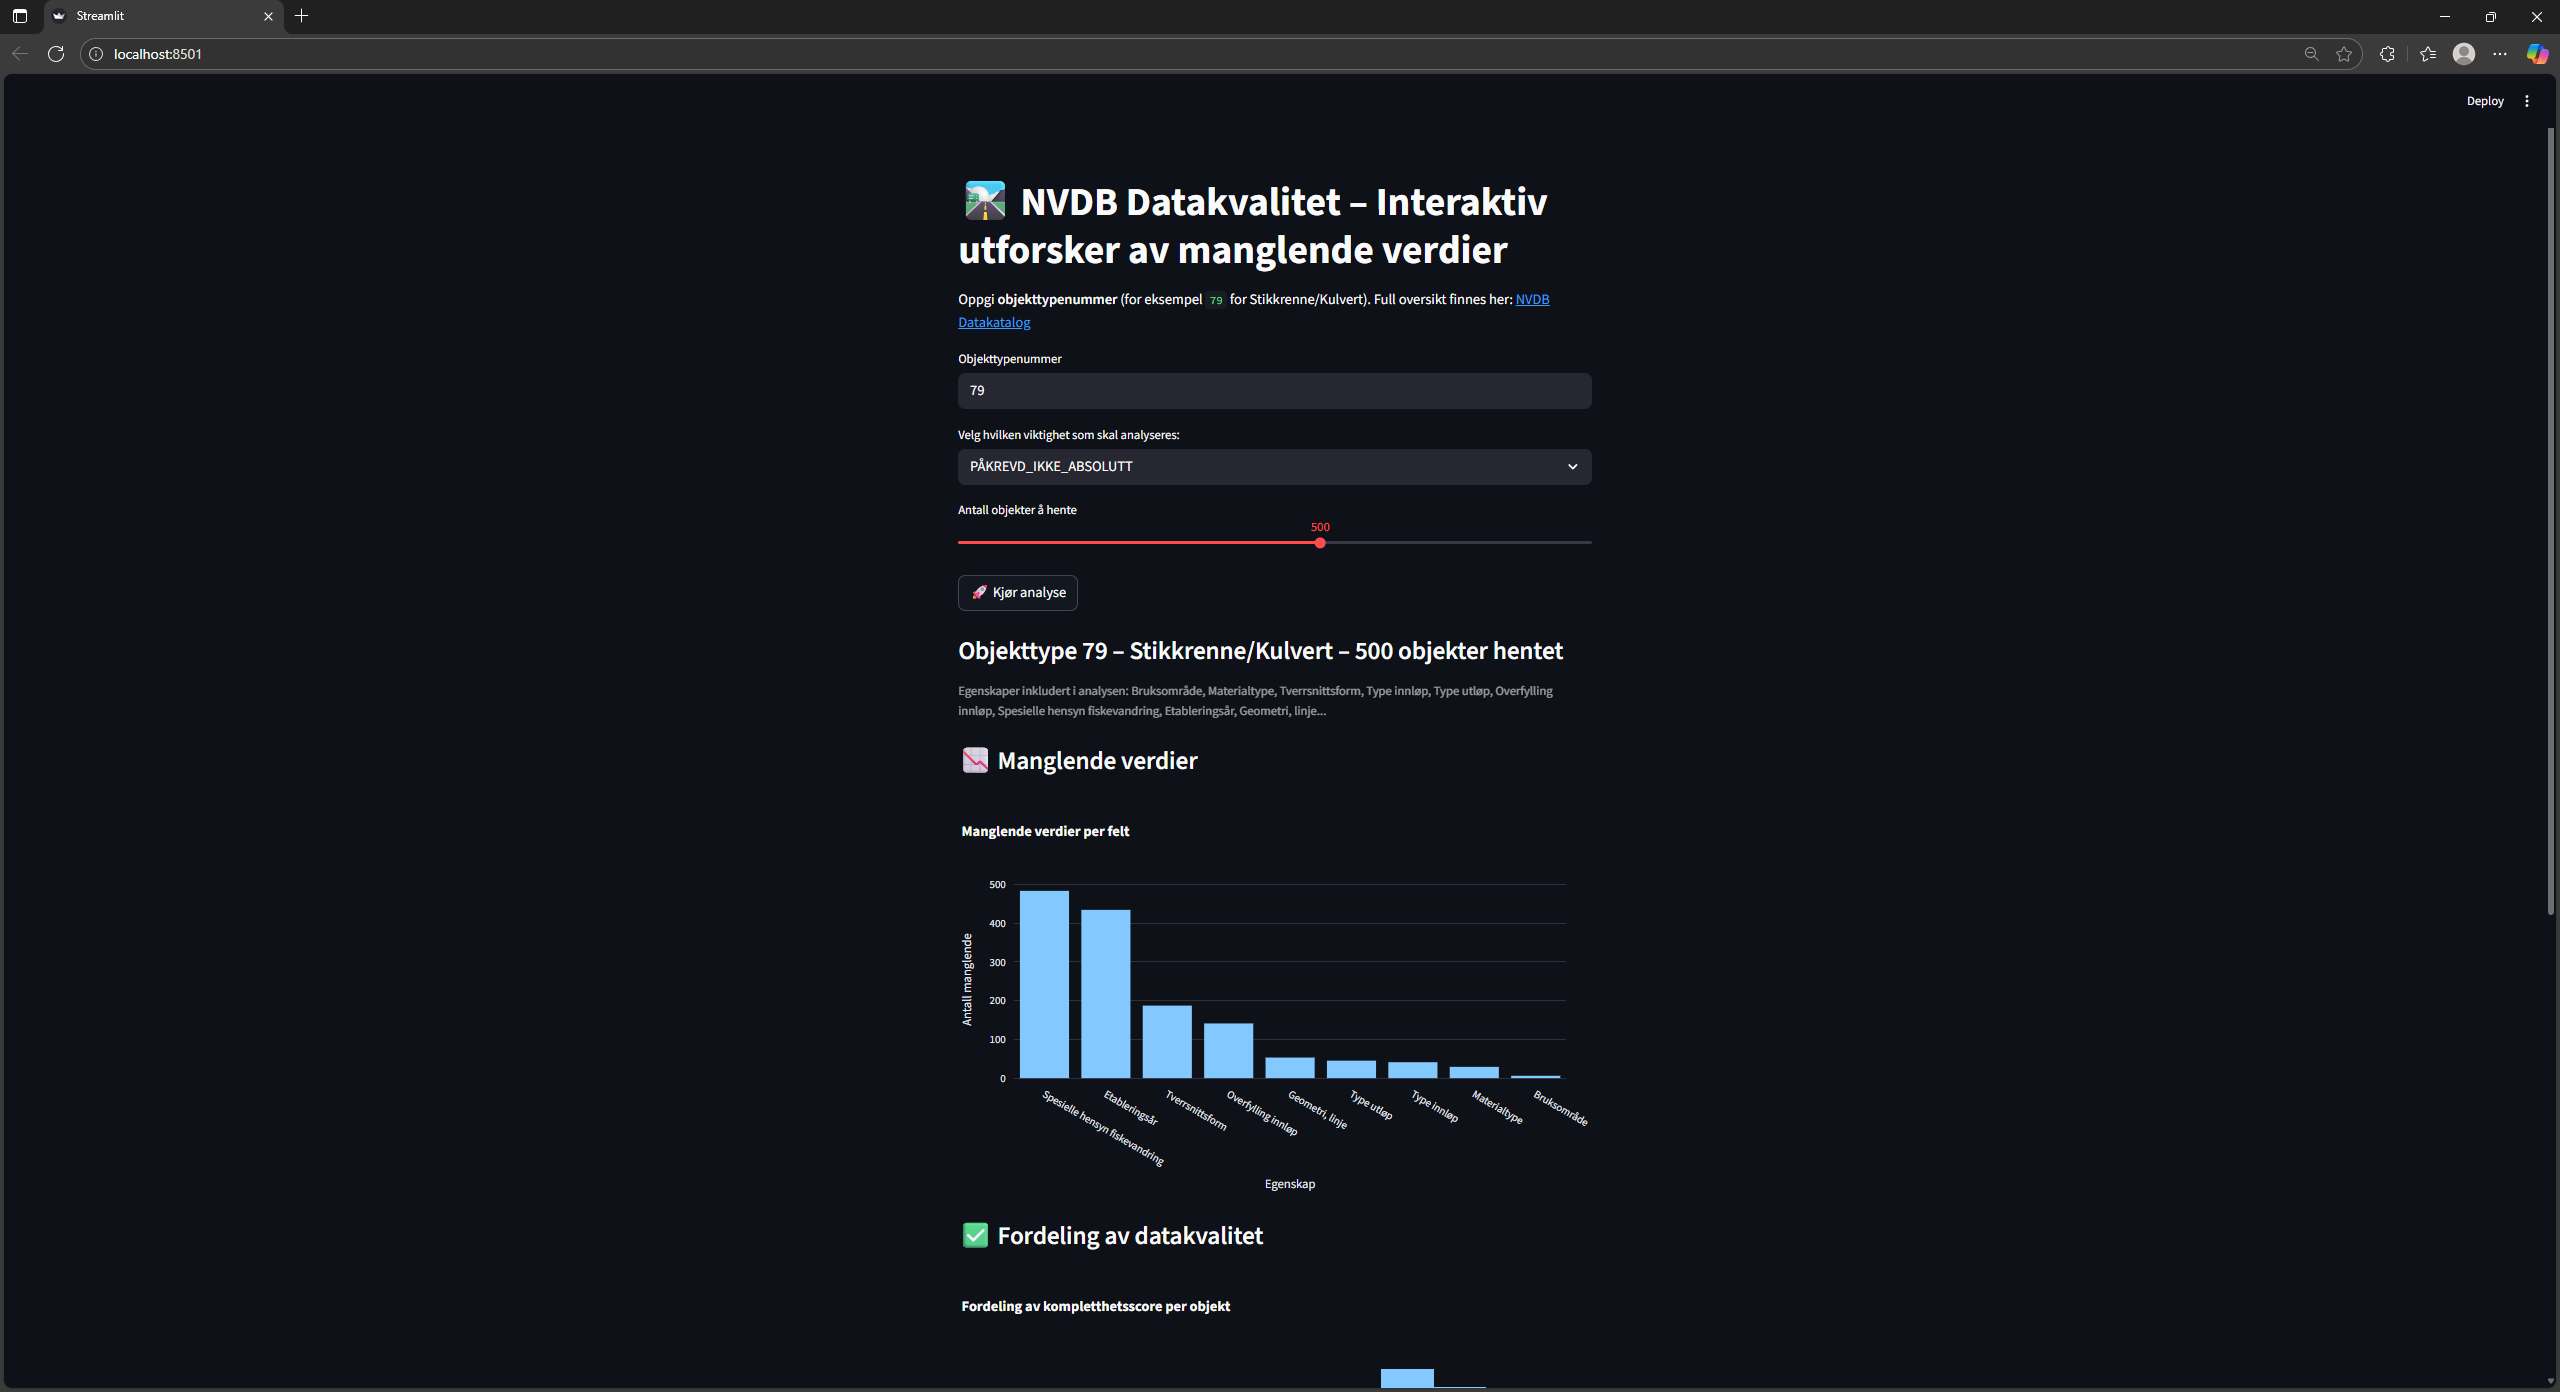 Streamlit
localhost:8501
Deploy
NVDB Datakvalitet – Interaktiv
utforsker av manglende verdier
Oppgi objekttypenummer (for eksempel 79 for Stikkrenne/Kulvert). Full oversikt finnes her: NVDB
Datakatalog
Objekttypenummer
79
Velg hvilken viktighet som skal analyseres:
PÅKREVD_IKKE_ABSOLUTT
Antall objekter å hente
500
Kjør analyse
Objekttype 79 – Stikkrenne/Kulvert – 500 objekter hentet
Egenskaper inkludert i analysen: Bruksområde, Materialtype, Tverrsnittsform, Type innløp, Type utløp, Overfylling
innløp, Spesielle hensyn fiskevandring, Etableringsår, Geometri, linje...
Manglende verdier
Manglende verdier per felt
500
400
300
200
100
0
Antall manglende
Spesielle hensyn fiskevandring
Etableringsår
Tverrsnittsform
Overfylling innløp
Geometri, linje
Type utløp
Type innløp
Materialtype
Bruksområde
Egenskap
Fordeling av datakvalitet
Fordeling av kompletthetsscore per objekt